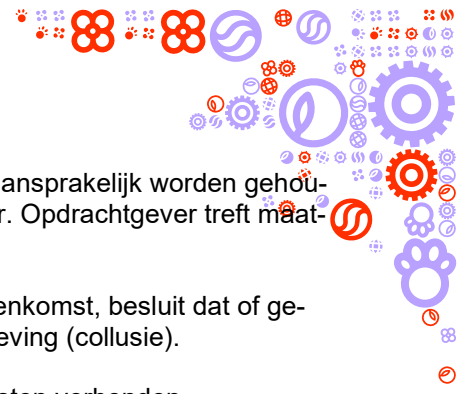 ansprakelijk worden gehou-
r. Opdrachtgever treft maat-
enkomst, besluit dat of ge-
eving (collusie).